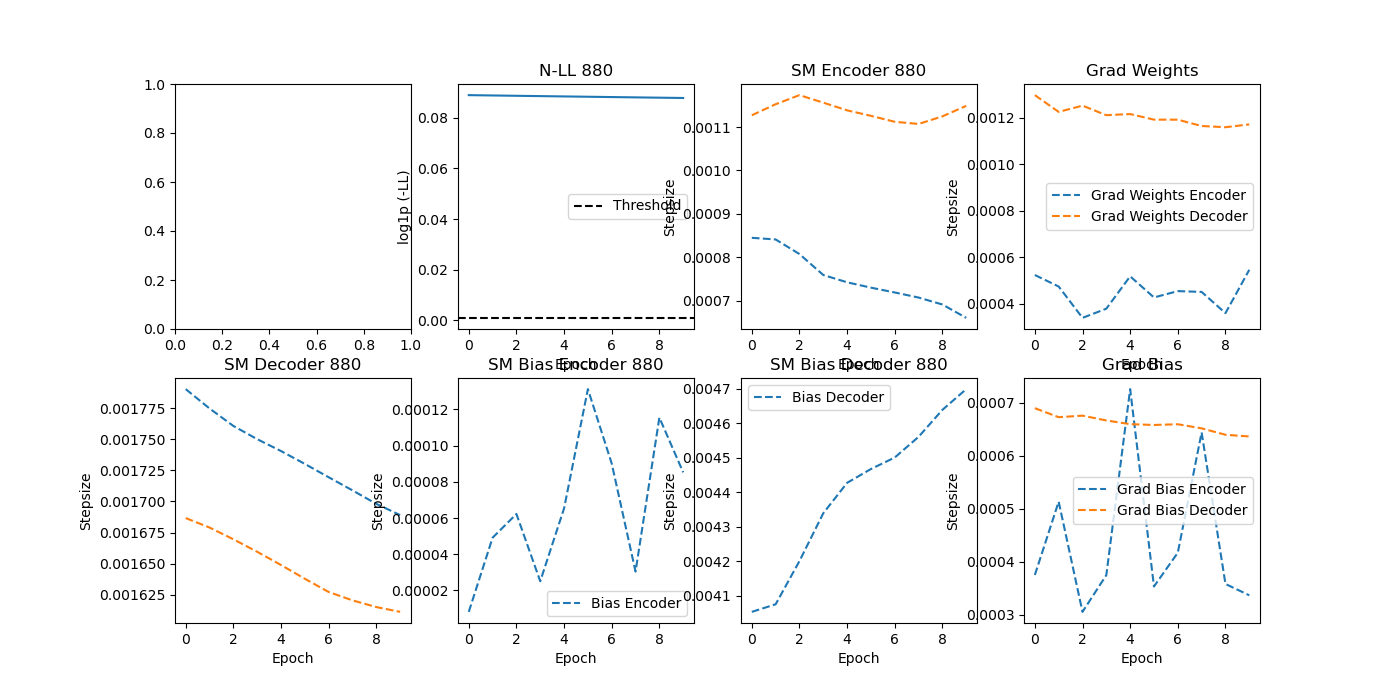 1.0
0.8
0.6
0.4
0.2
0.0
0.0 0.2 0.4 0.6 0.8 1.0
N-LL 880
log1p (-LL)
0.08
0.06
0.04
0.02
0.00
Threshold
0 2 4 6 8
Epoch
SM Encoder 880
Stepsize
0.0011
0.0010
0.0009
0.0008
0.0007
0 2 4 6 8
Epoch
Grad Weights
Stepsize
0.0012
0.0010
0.0008
0.0006
0.0004
Grad Weights Encoder
Grad Weights Decoder
0 2 4 6 8
Epoch
SM Decoder 880
Stepsize
0.001775
0.001750
0.001725
0.001700
0.001675
0.001650
0.001625
0 2 4 6 8
Epoch
SM Bias Encoder 880
Stepsize
0.00012
0.00010
0.00008
0.00006
0.00004
0.00002
Bias Encoder
0 2 4 6 8
Epoch
SM Bias Decoder 880
Stepsize
0.0047
0.0046
0.0045
0.0044
0.0043
0.0042
0.0041
Bias Decoder
0 2 4 6 8
Epoch
Grad Bias
Stepsize
0.0007
0.0006
0.0005
0.0004
0.0003
Grad Bias Encoder
Grad Bias Decoder
0 2 4 6 8
Epoch